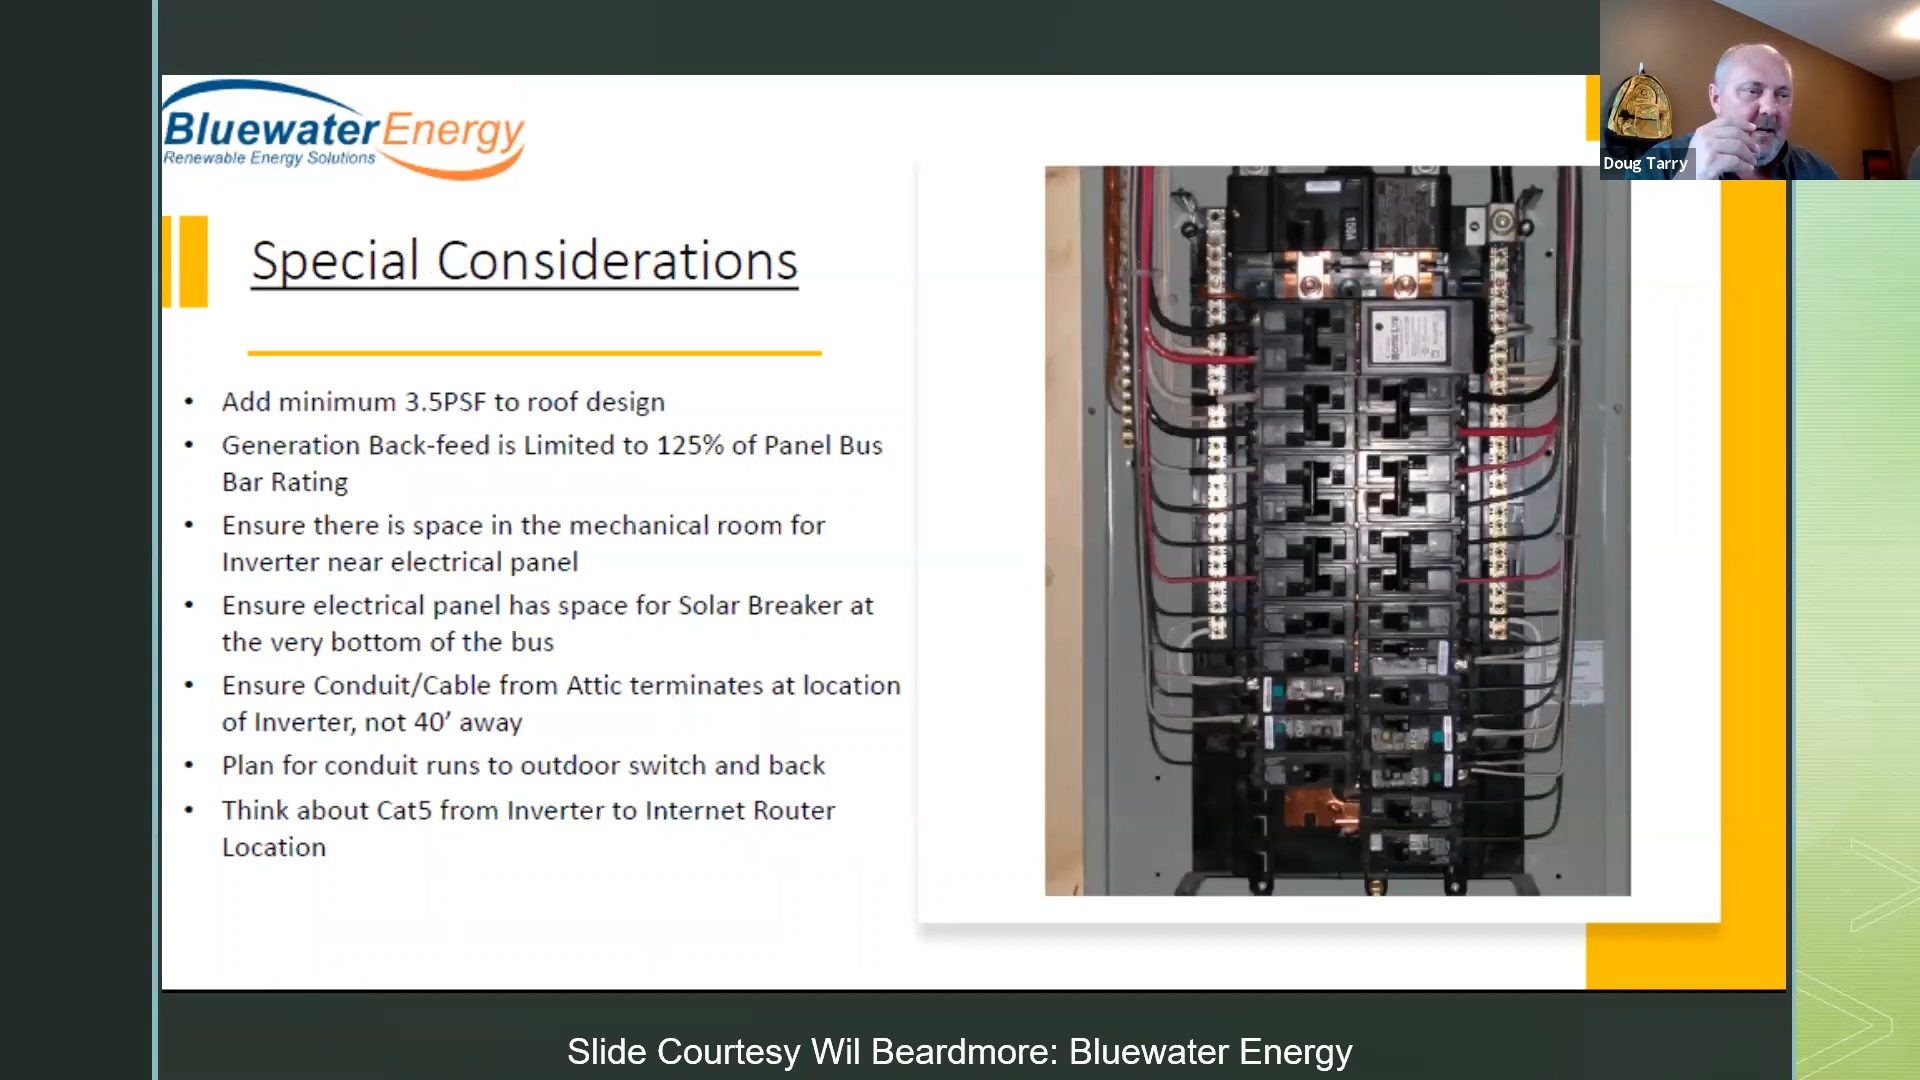 BluewaterEnergy
Renewable Energy Solutions
Doug Tarry
Special Considerations
• Add minimum 3.5PSF to roof design
• Generation Back-feed is Limited to 125% of Panel Bus
Bar Rating
• Ensure there is space in the mechanical room for
Inverter near electrical panel
• Ensure electrical panel has space for Solar Breaker at
the very bottom of the bus
• Ensure Conduit/Cable from Attic terminates at location
of Inverter, not 40’ away
• Plan for conduit runs to outdoor switch and back
• Think about Cat5 from Inverter to Internet Router
Location
150A
Slide Courtesy Wil Beardmore: Bluewater Energy